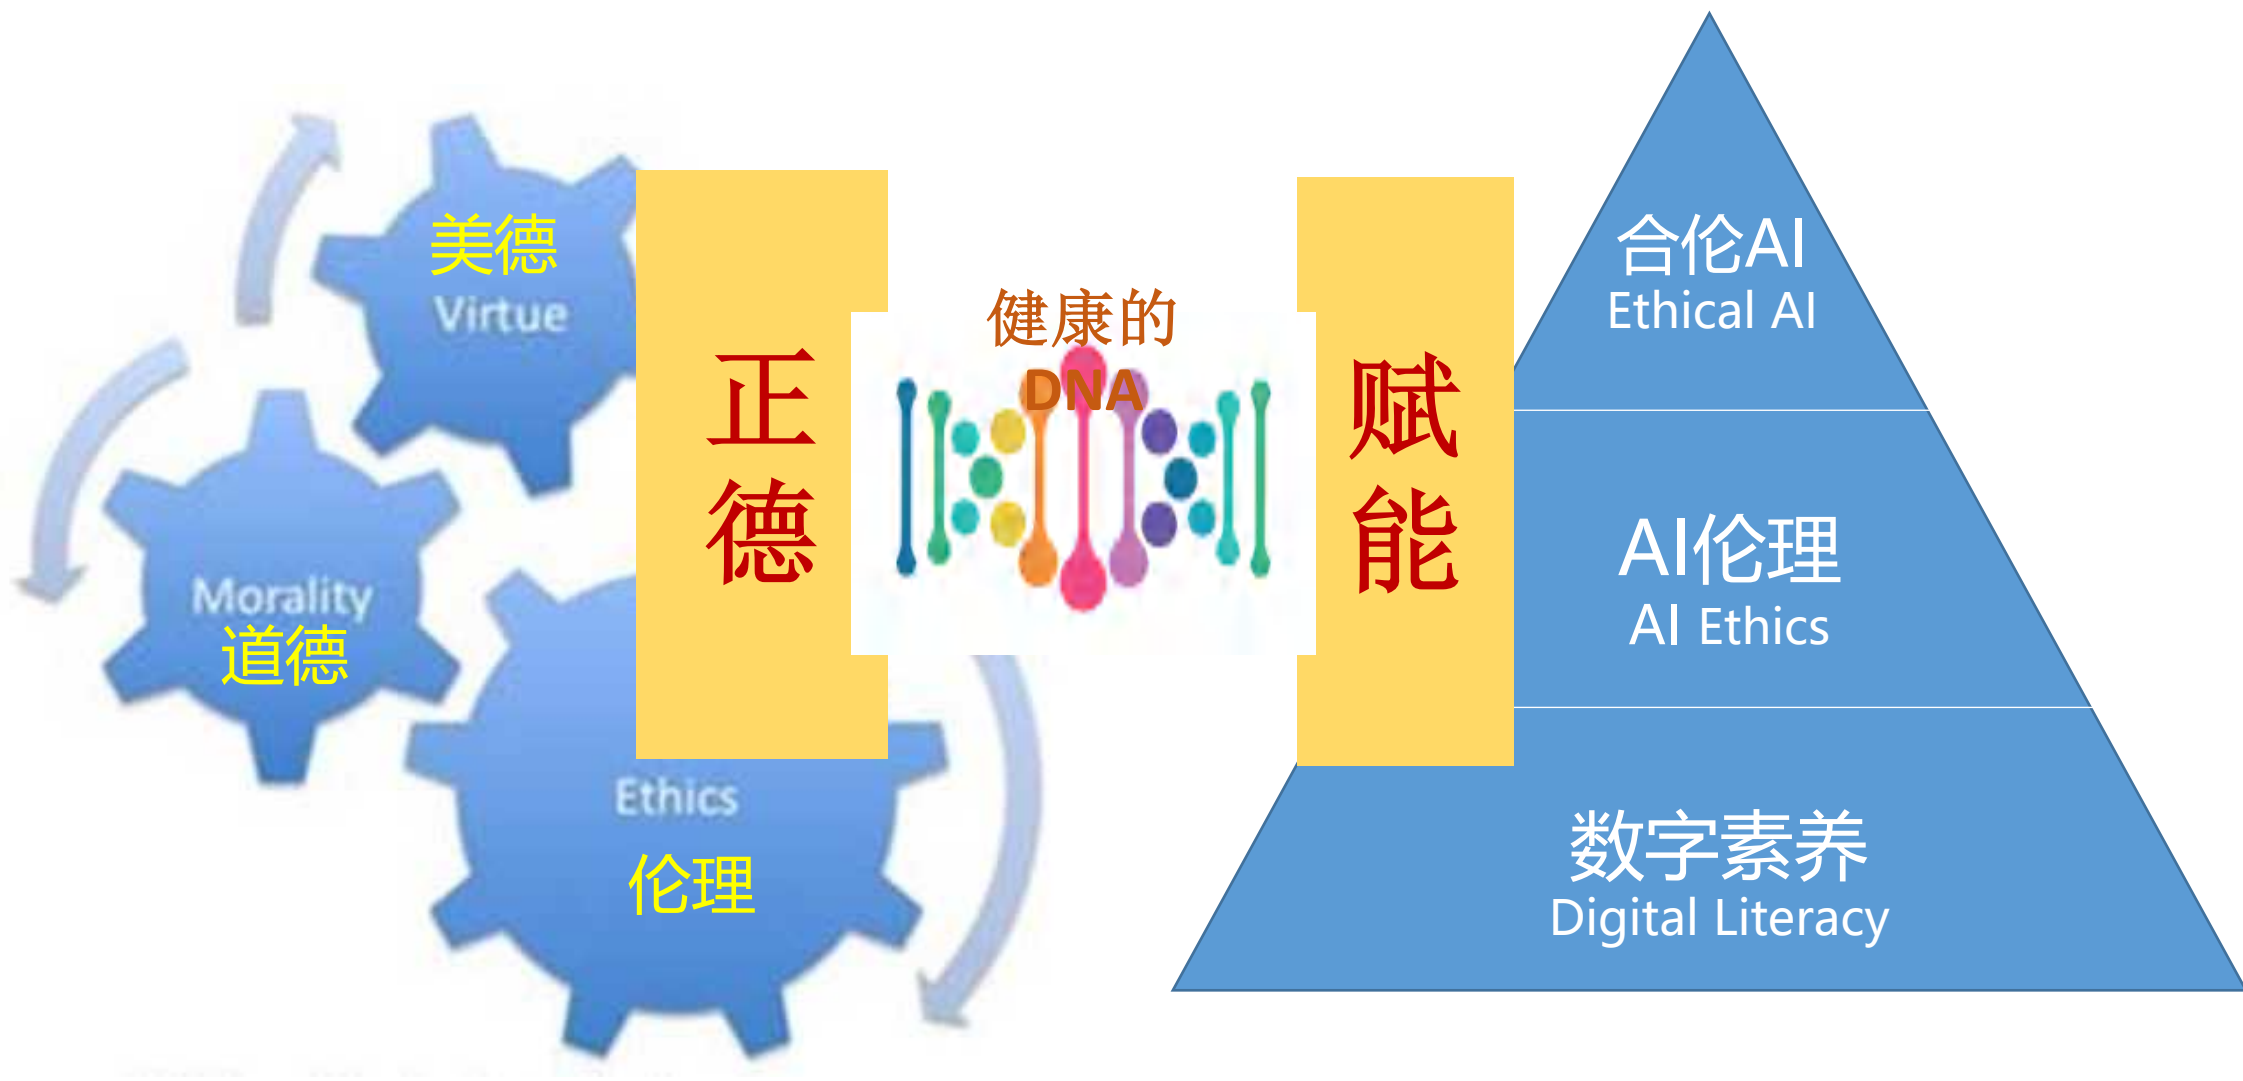 美德
Virtue
Morality
道德
Ethics
伦理
正
德
健康的
DNA
赋
能
合伦AI
Ethical AI
AI伦理
AI Ethics
数字素养
Digital Literacy